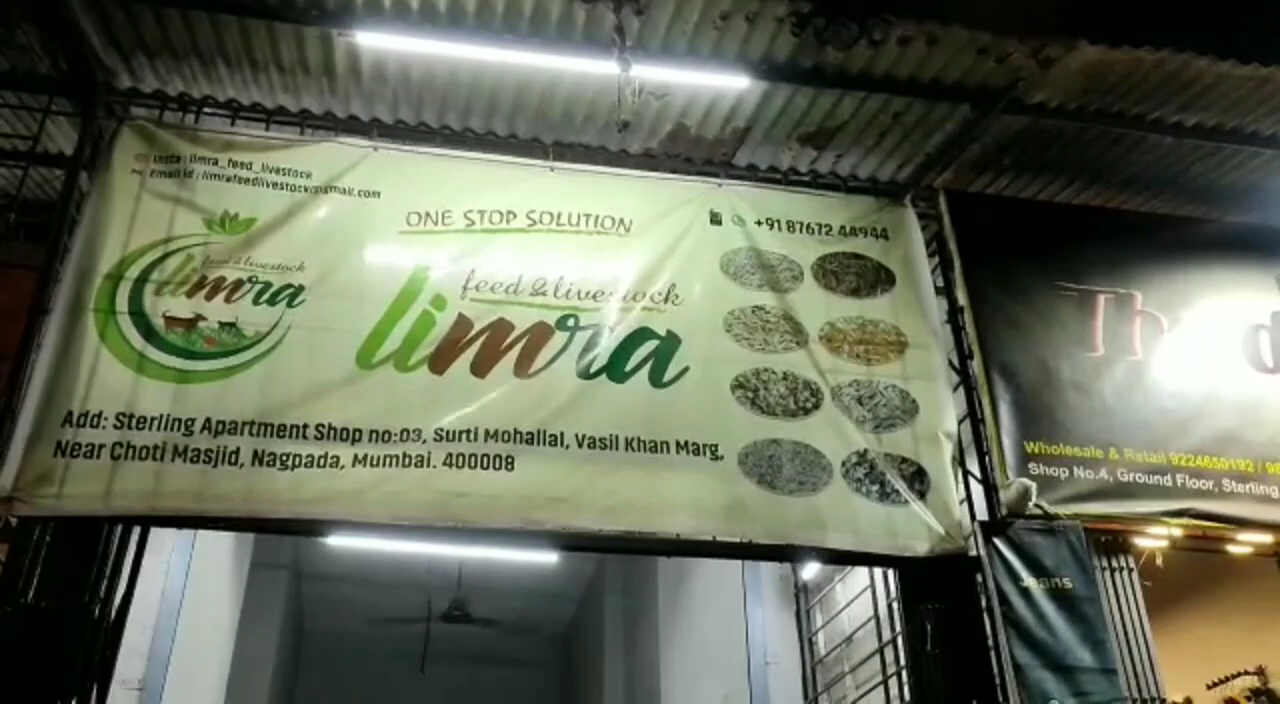 Insta : limra_feed_livestock
Email id : limrafeedlivestock@gmail.com
ONE STOP SOLUTION
+91 87672 44944
feed & livestock
limra
feed & livestock
limra
Add: Sterling Apartment Shop no:03, Surti Mohallal, Vasil Khan Marg,
Near Choti Masjid, Nagpada, Mumbai. 400008
Wholesale & Retail 9224650192 / 98
Shop No.4, Ground Floor, Sterling
Jeans